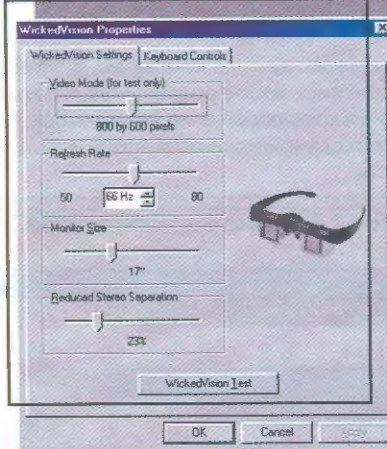 WickedVision Properties
WickedVision Settings
Keyboard Controls
Video Mode (for test only)
800 by 600 pixels
Refresh Rate
50
66 Hz
80
Monitor Size
17"
Reduced Stereo Separation
23%
WickedVision Test
OK
Cancel
Apply